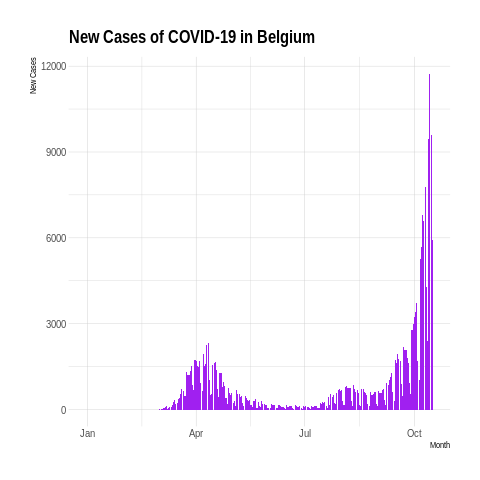 New Cases of COVID-19 in Belgium
New Cases
12000
9000
6000
3000
0
Jan Apr Jul Oct
Month